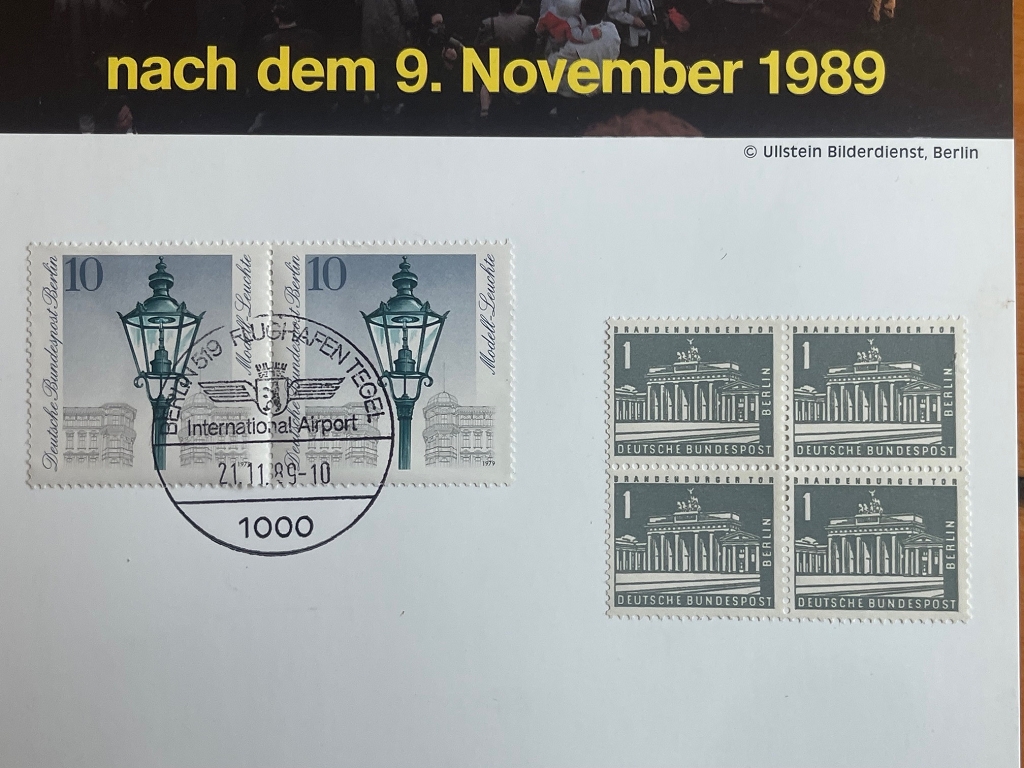 nach dem 9. November 1989
© Ullstein Bilderdienst, Berlin
10
Deutsche Bundespost Berlin
Modell-Leuchte
1979
10
Deutsche Bundespost Berlin
Modell-Leuchte
1979
BERLIN 519 FLUGHAFEN TEGEL
International Airport
21.11.89-10
1000
BRANDENBURGER TOR
1
BERLIN
DEUTSCHE BUNDESPOST
BRANDENBURGER TOR
1
BERLIN
DEUTSCHE BUNDESPOST
BRANDENBURGER TOR
1
BERLIN
DEUTSCHE BUNDESPOST
BRANDENBURGER TOR
1
BERLIN
DEUTSCHE BUNDESPOST